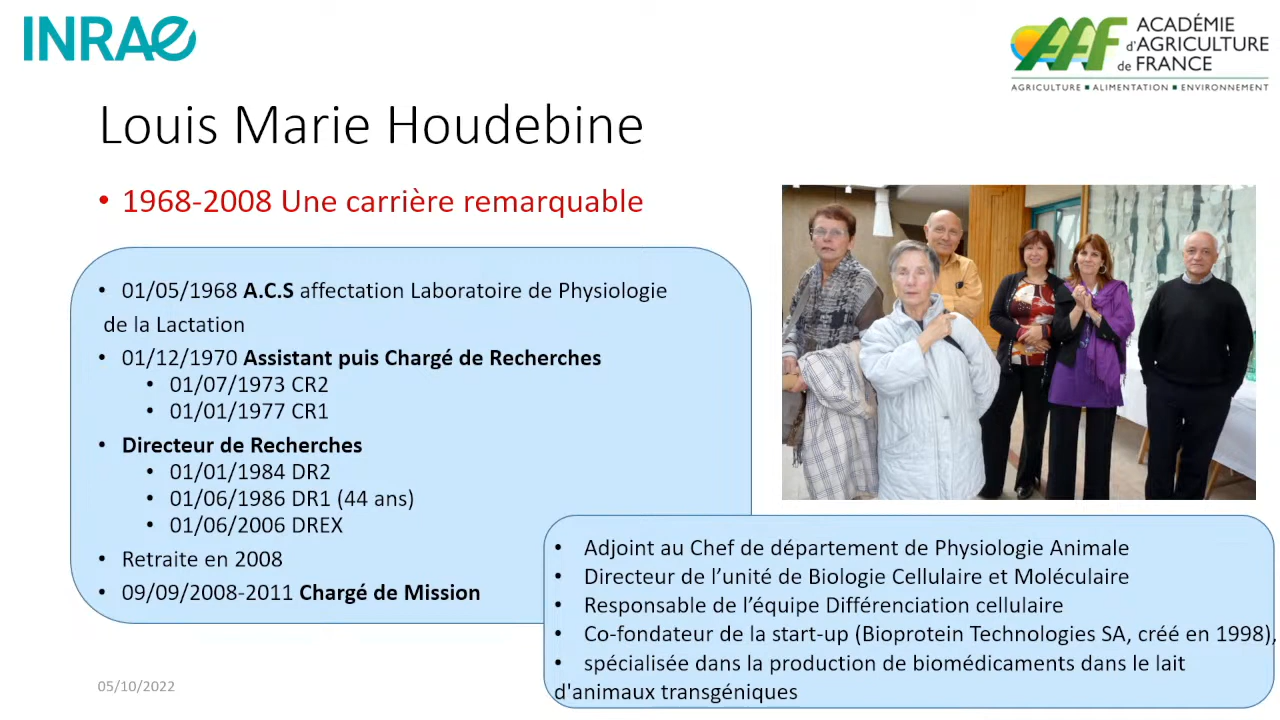 INRAE
ACADÉMIE
d'AGRICULTURE
de FRANCE
AGRICULTURE ■ ALIMENTATION ■ ENVIRONNEMENT
Louis Marie Houdebine
• 1968-2008 Une carrière remarquable
• 01/05/1968 A.C.S affectation Laboratoire de Physiologie
de la Lactation
• 01/12/1970 Assistant puis Chargé de Recherches
• 01/07/1973 CR2
• 01/01/1977 CR1
• Directeur de Recherches
• 01/01/1984 DR2
• 01/06/1986 DR1 (44 ans)
• 01/06/2006 DREX
• Retraite en 2008
• 09/09/2008-2011 Chargé de Mission
• Adjoint au Chef de département de Physiologie Animale
• Directeur de l’unité de Biologie Cellulaire et Moléculaire
• Responsable de l’équipe Différenciation cellulaire
• Co-fondateur de la start-up (Bioprotein Technologies SA, créé en 1998),
• spécialisée dans la production de biomédicaments dans le lait
d'animaux transgéniques
05/10/2022